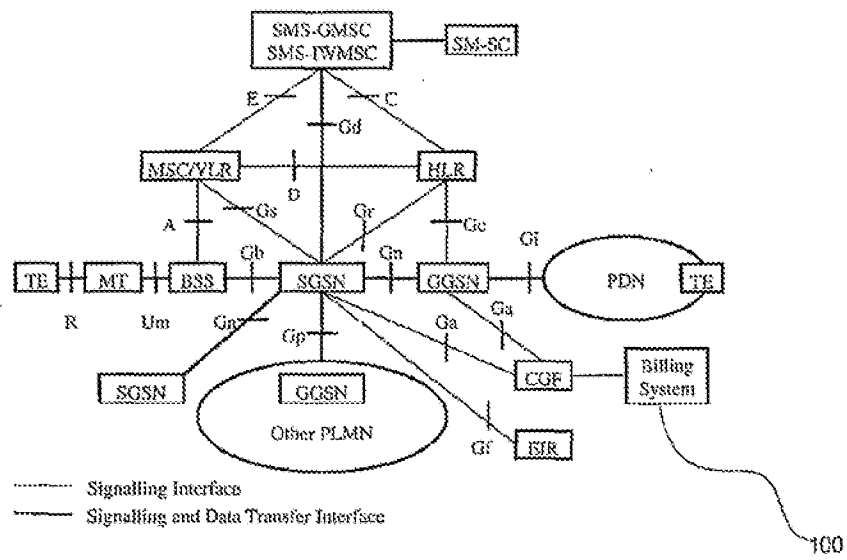 SMS-GMSC
SMS-IWMSC
SM-SC
E
C
Gd
MSC/VLR
HLR
D
A
Gs
Gr
Gc
Gb
Gn
Gi
TE
MT
BSS
SGSN
GGSN
PDN
TE
R
Um
Gn
Gp
Ga
Ga
SGSN
GGSN
Other PLMN
CGF
Billing
System
Gf
EIR
Signalling Interface
Signalling and Data Transfer Interface
100